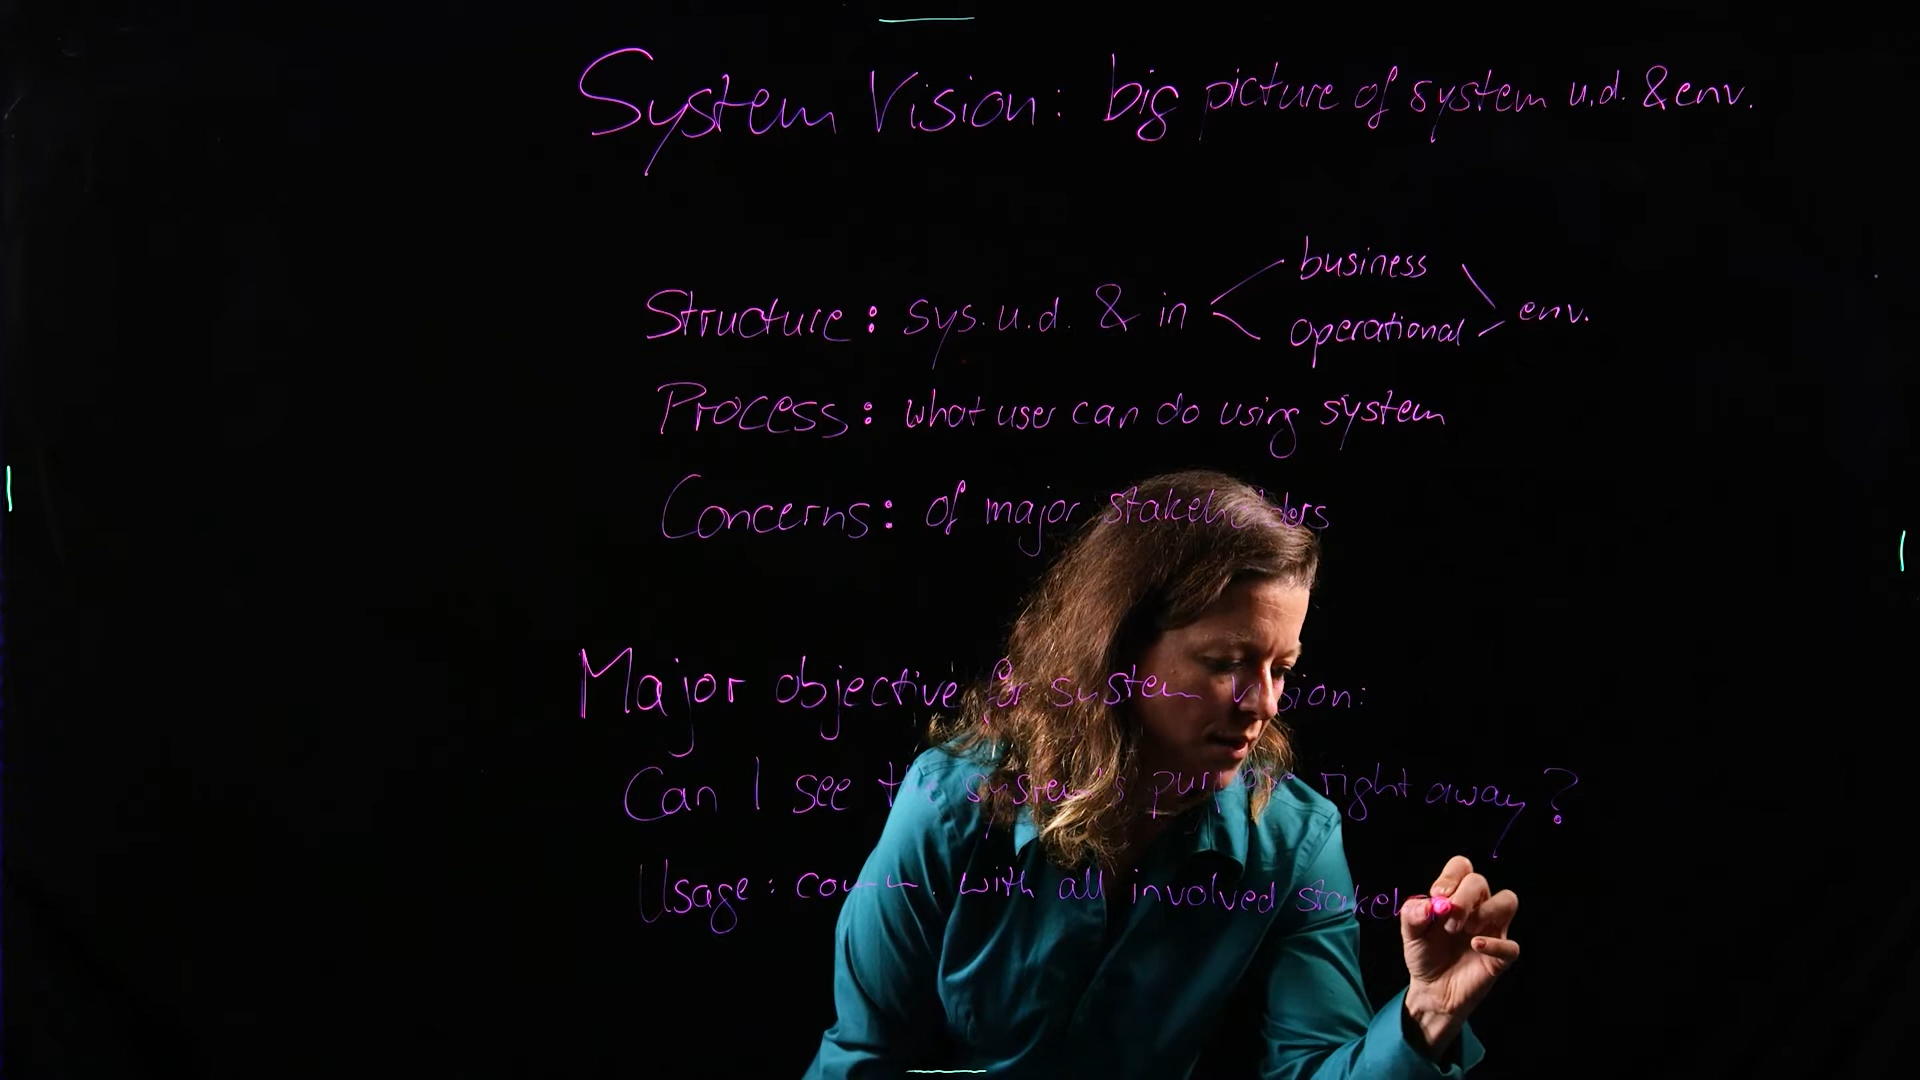 System Vision: big picture of system u.d. & env.
business
Structure: sys. u.d. & in operational env.
Process: what user can do using system
Concerns: of major stakeholders
Major objective for system vision:
Can I see the system's purpose right away?
Usage: comm. with all involved stakeh